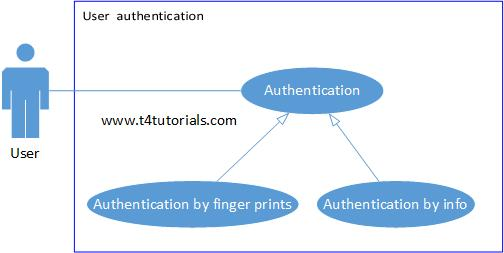 User  authentication
Authentication
www.t4tutorials.com
User
Authentication by finger prints
Authentication by info